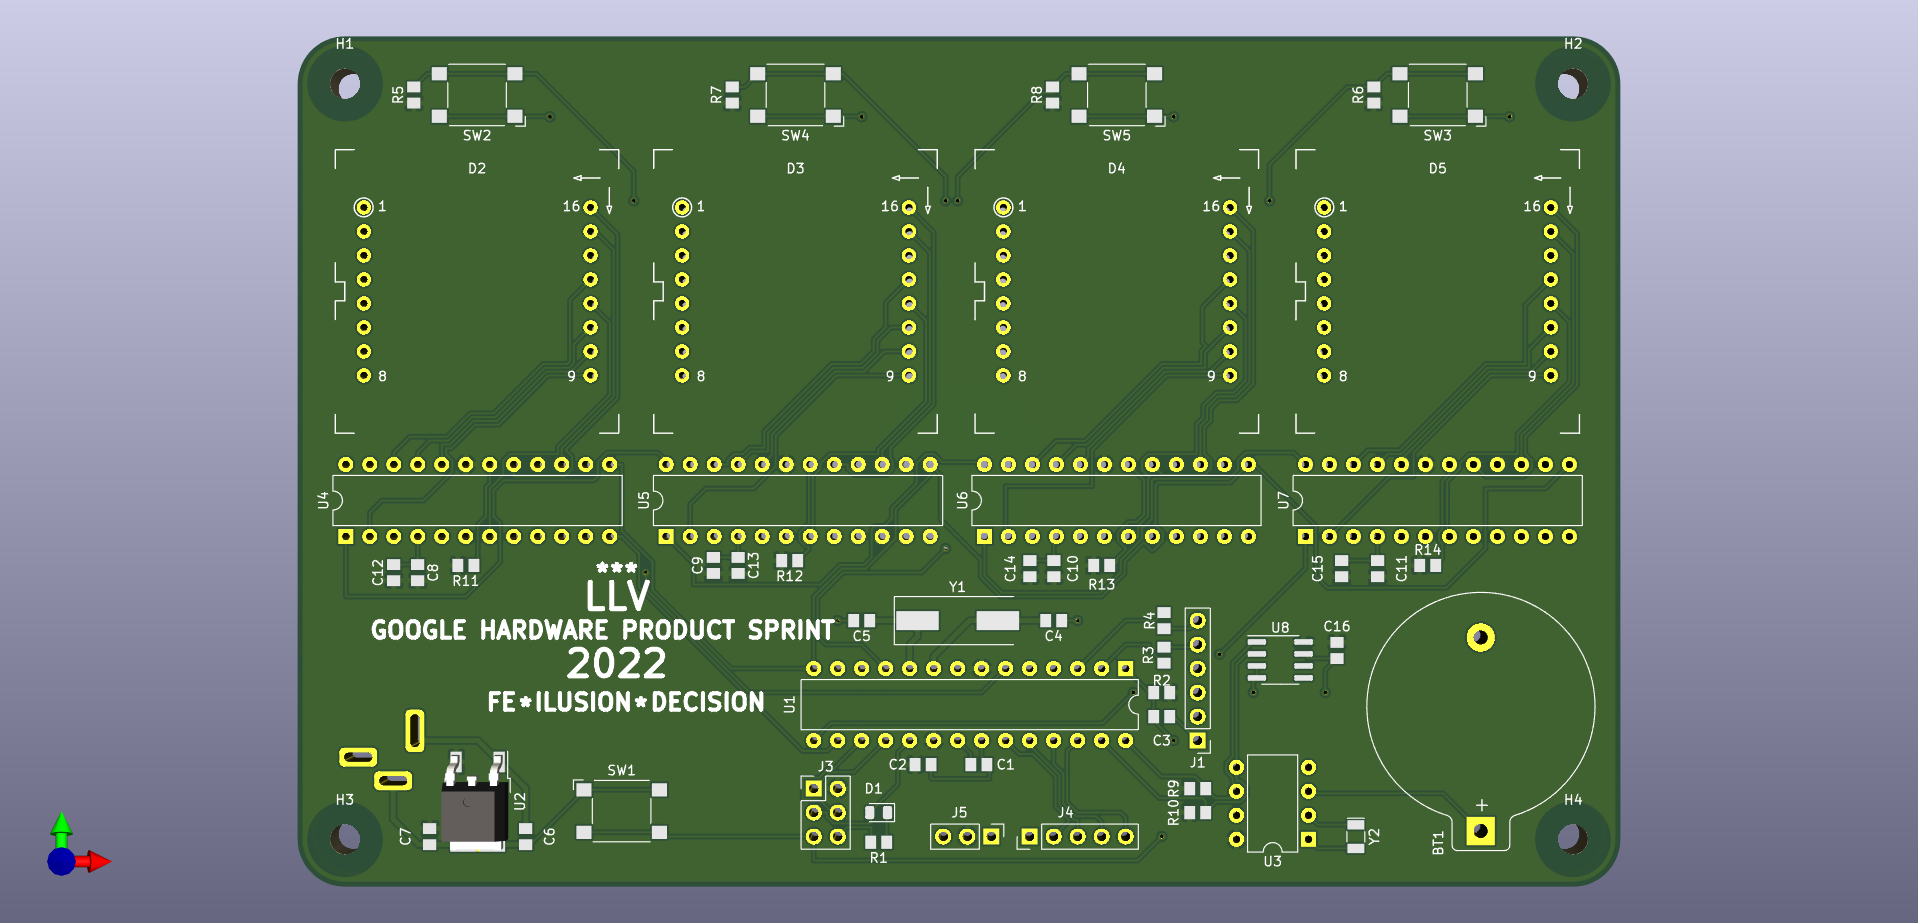 H1
H2
R5
R7
R8
R6
SW2
SW4
SW5
SW3
D2
D3
D4
D5
1
16
1
16
1
16
1
16
8
9
8
9
8
9
8
9
U4
U5
U6
U7
C12
C8
R11
C9
C13
R12
C14
C10
R13
C15
C11
R14
***
LLV
GOOGLE HARDWARE PRODUCT SPRINT
2022
FE*ILUSION*DECISION
Y1
C5
C4
R4
R3
R2
C3
U1
J1
U8
C16
C2
C1
J3
D1
R1
J5
J4
R9
R10
U3
Y2
+
BT1
SW1
U2
C7
C6
H3
H4